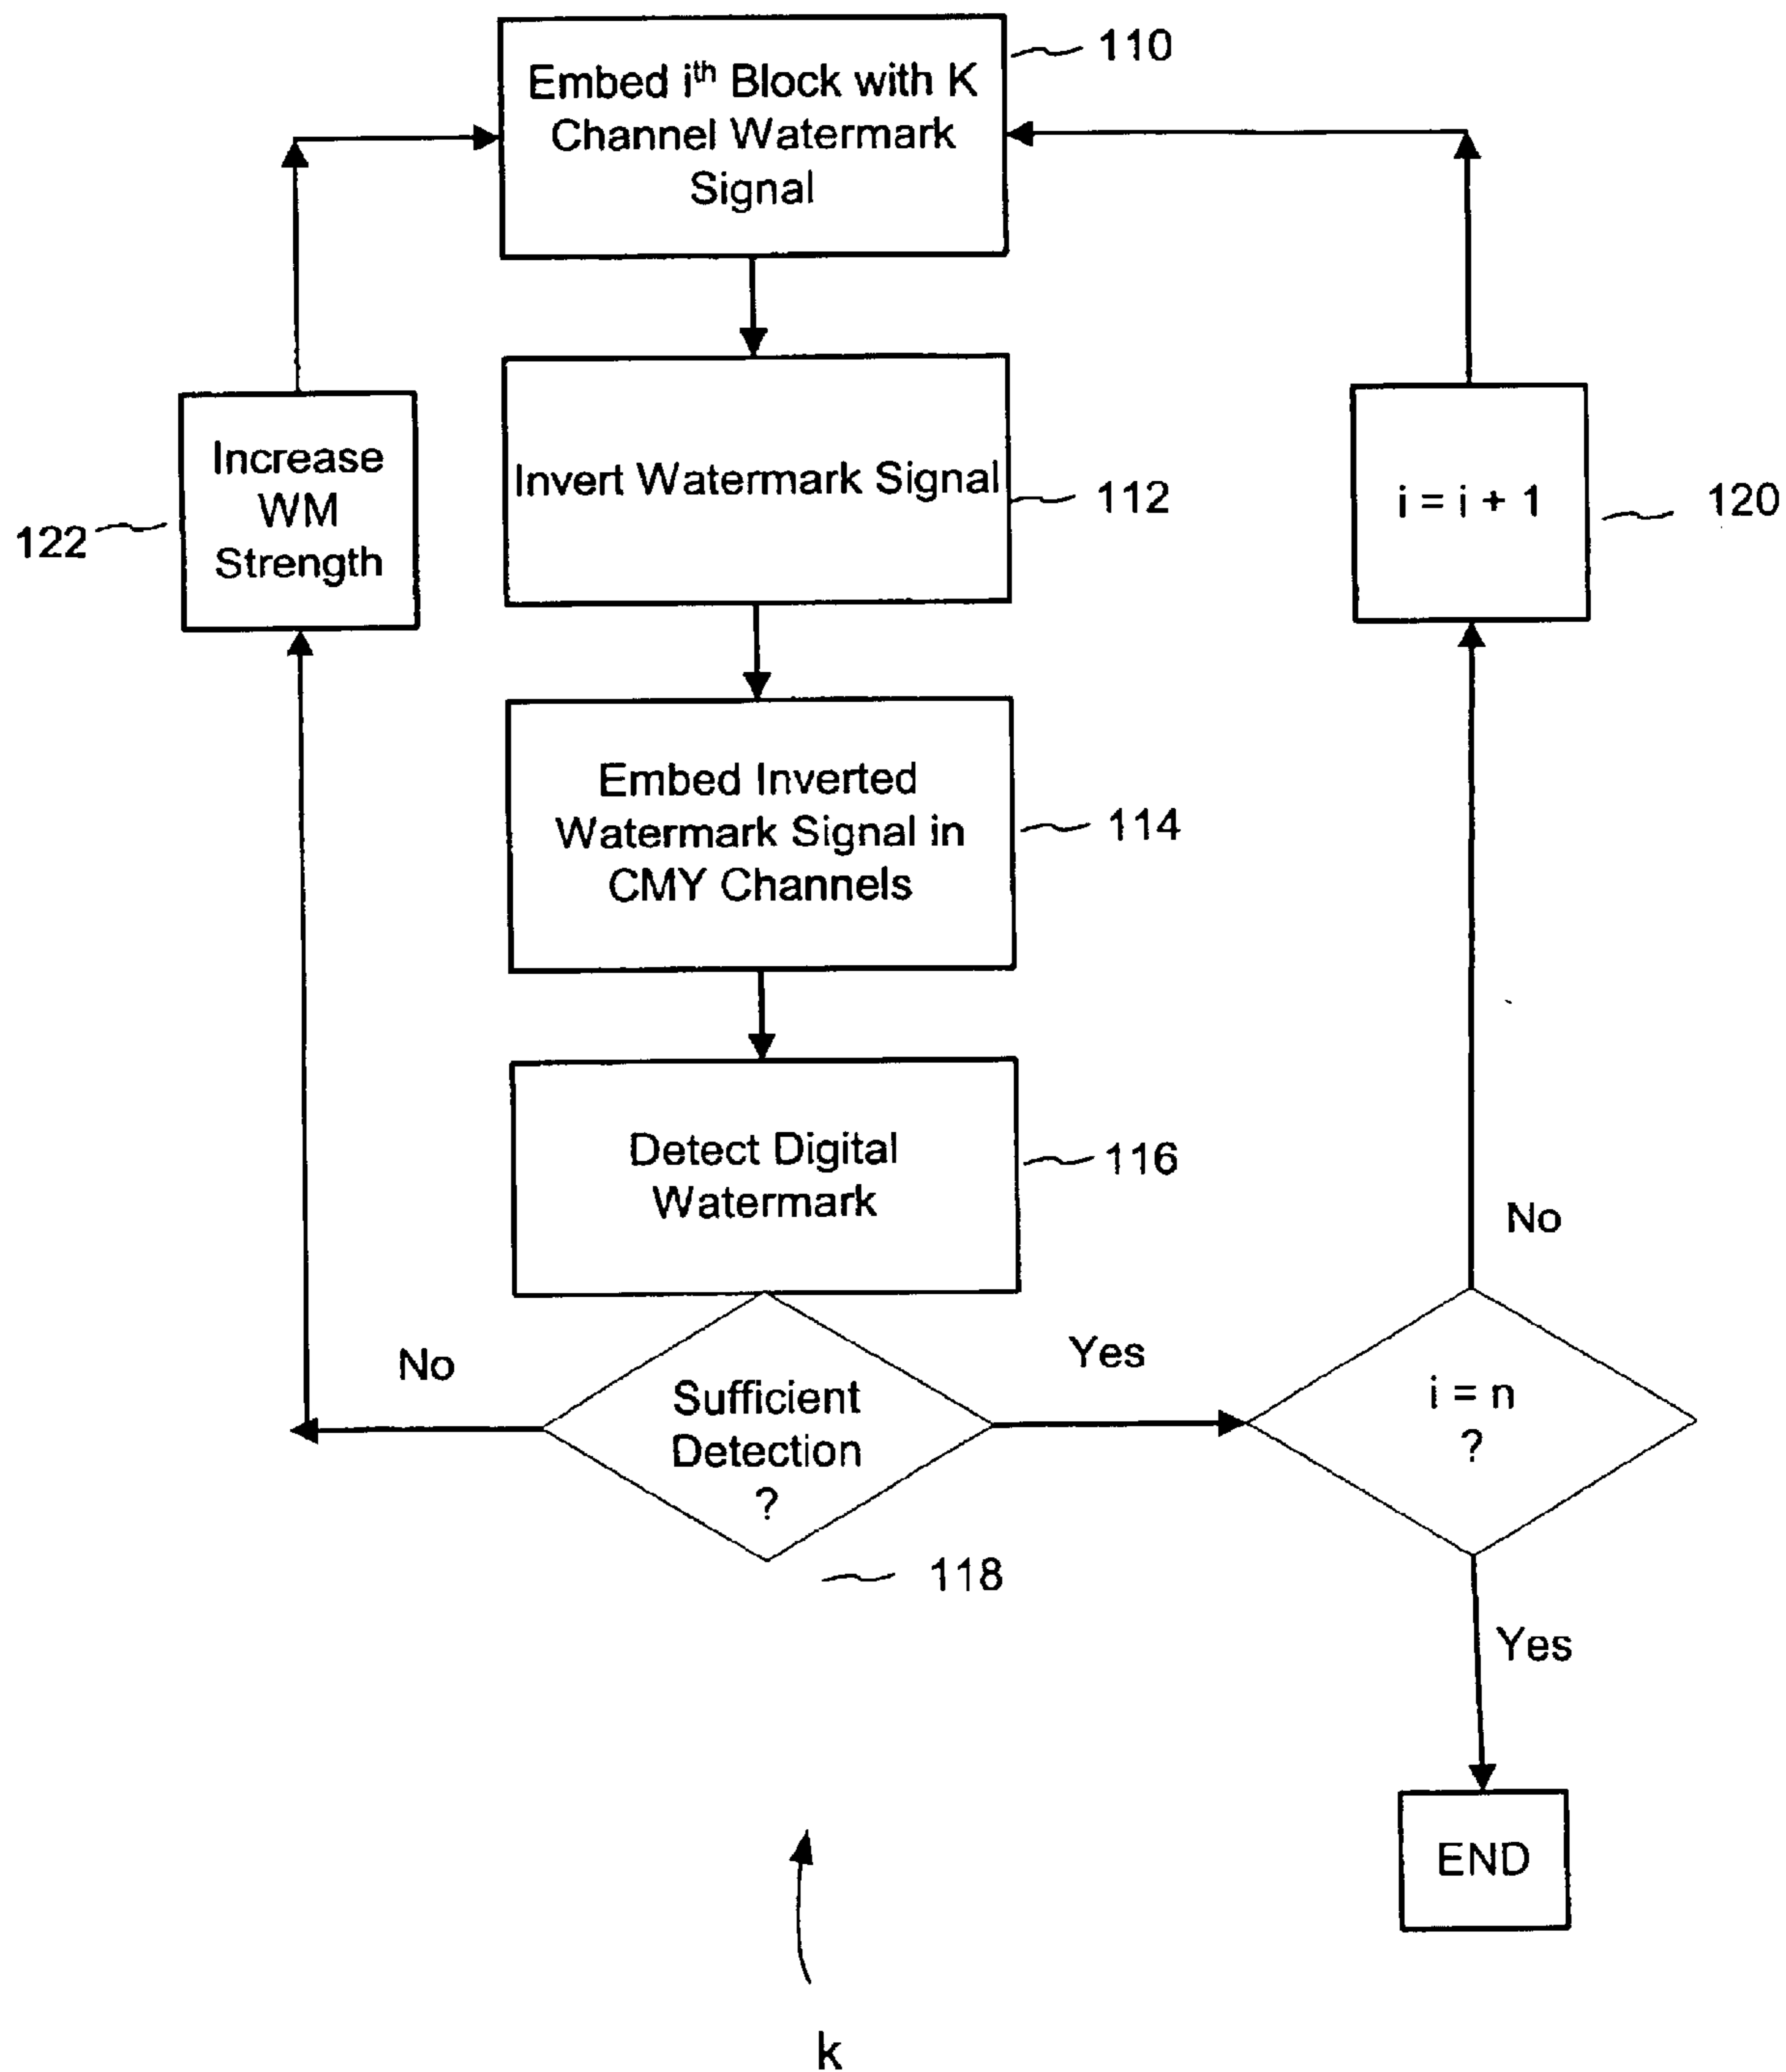 110
Embed iᵗʰ Block with K
Channel Watermark
Signal
Increase
WM
Strength
122
Invert Watermark Signal
112
i = i + 1
120
Embed Inverted
Watermark Signal in
CMY Channels
114
Detect Digital
Watermark
116
No
Sufficient
Detection
?
118
Yes
i = n
?
No
Yes
END
k